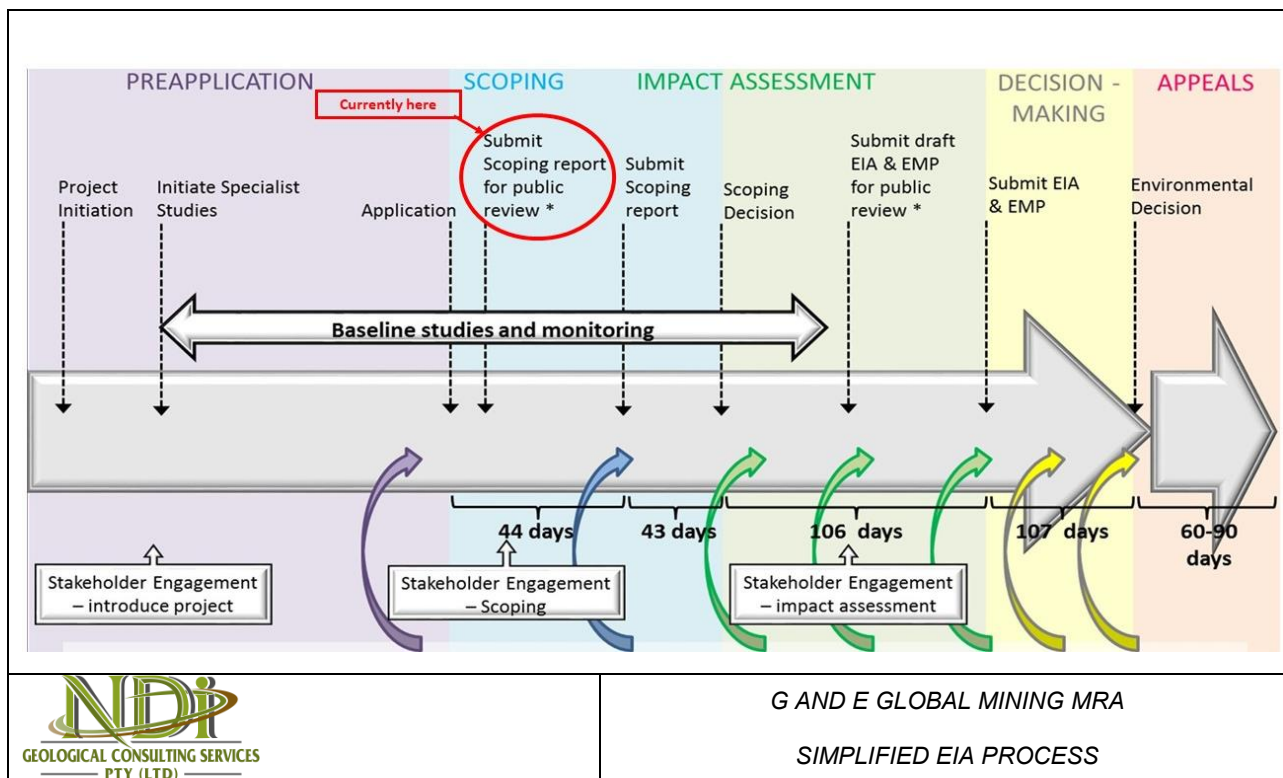 PREAPPLICATION
SCOPING
IMPACT ASSESSMENT
DECISION -
MAKING
APPEALS
Currently here
Project
Initiation
Initiate Specialist
Studies
Application
Submit
Scoping report
for public
review *
Submit
Scoping
report
Scoping
Decision
Submit draft
EIA & EMP
for public
review *
Submit EIA
& EMP
Environmental
Decision
Baseline studies and monitoring
44 days
43 days
106 days
107 days
60-90
days
Stakeholder Engagement
– introduce project
Stakeholder Engagement
– Scoping
Stakeholder Engagement
– impact assessment
NDi
GEOLOGICAL CONSULTING SERVICES
PTY (LTD)
G AND E GLOBAL MINING MRA
SIMPLIFIED EIA PROCESS